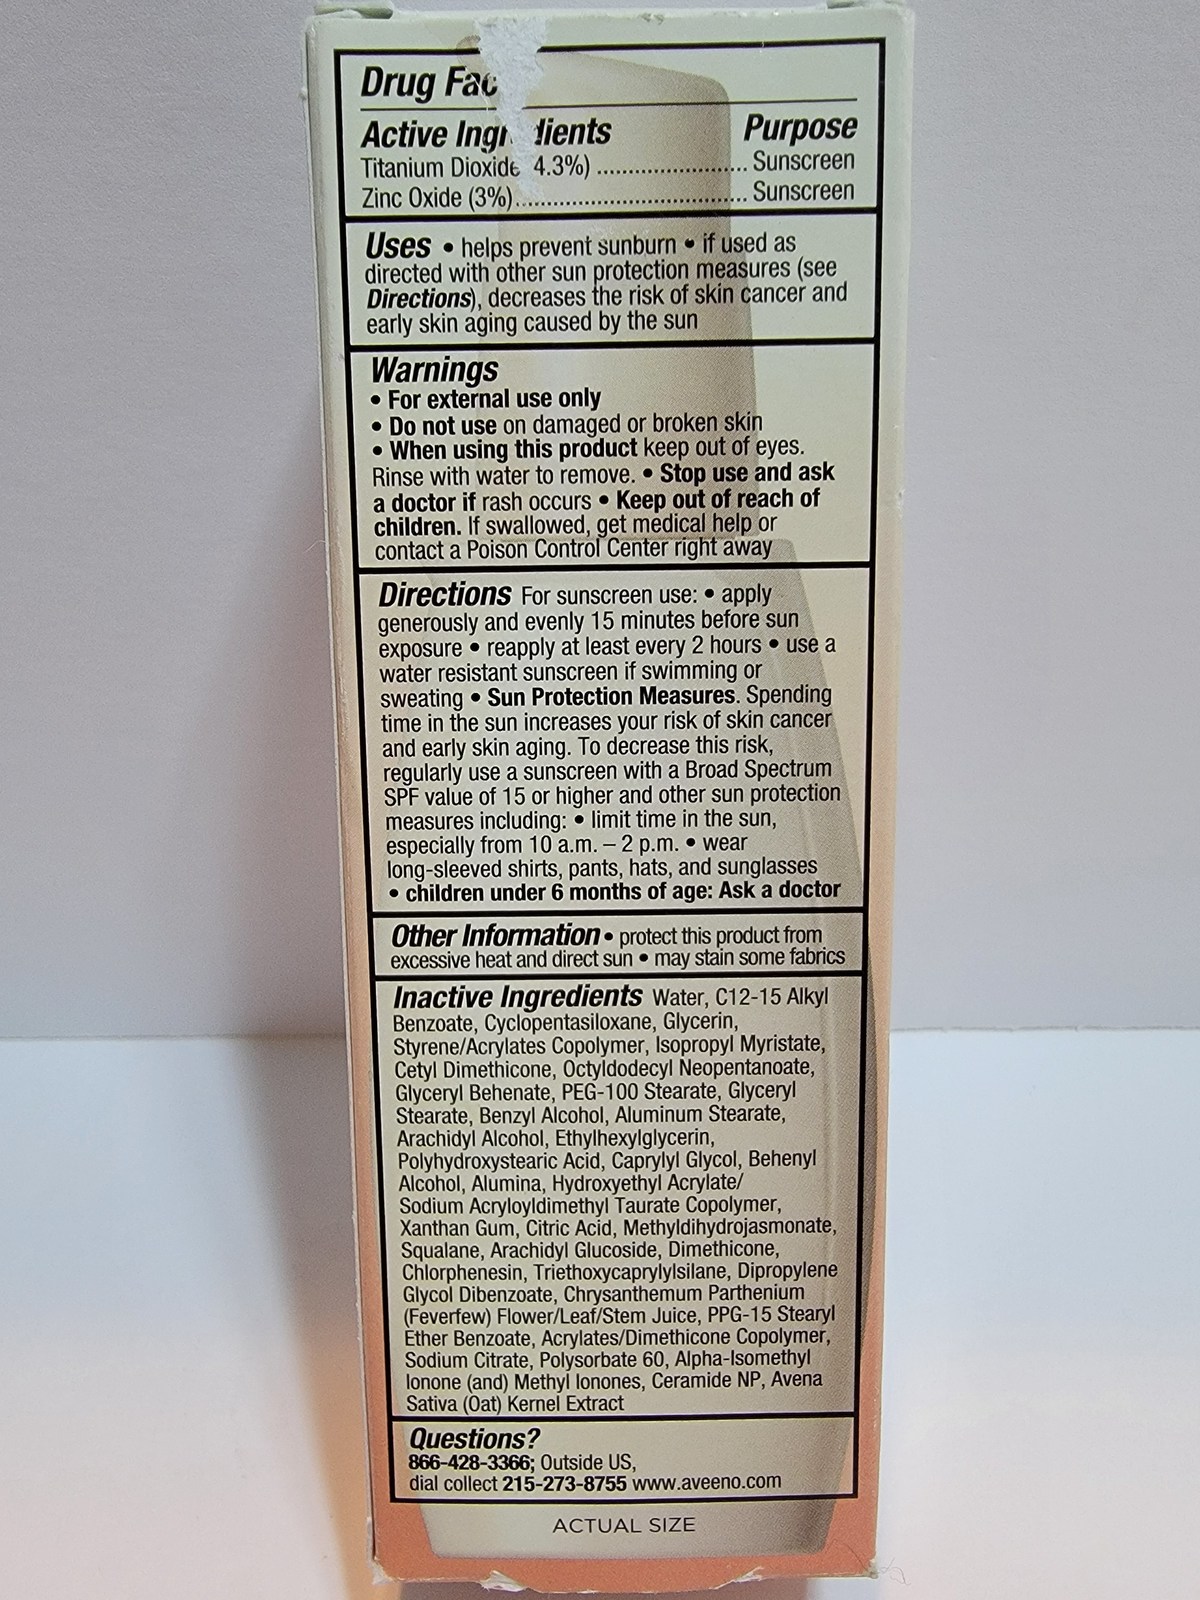 Drug Fac
Active Ingr dients Purpose
Titanium Dioxide 4.3%) ........................ Sunscreen
Zinc Oxide (3%)..................................... Sunscreen
Uses • helps prevent sunburn • if used as
directed with other sun protection measures (see
Directions), decreases the risk of skin cancer and
early skin aging caused by the sun
Warnings
• For external use only
• Do not use on damaged or broken skin
• When using this product keep out of eyes.
Rinse with water to remove. • Stop use and ask
a doctor if rash occurs • Keep out of reach of
children. If swallowed, get medical help or
contact a Poison Control Center right away
Directions For sunscreen use: • apply
generously and evenly 15 minutes before sun
exposure • reapply at least every 2 hours • use a
water resistant sunscreen if swimming or
sweating • Sun Protection Measures. Spending
time in the sun increases your risk of skin cancer
and early skin aging. To decrease this risk,
regularly use a sunscreen with a Broad Spectrum
SPF value of 15 or higher and other sun protection
measures including: • limit time in the sun,
especially from 10 a.m. – 2 p.m. • wear
long-sleeved shirts, pants, hats, and sunglasses
• children under 6 months of age: Ask a doctor
Other Information • protect this product from
excessive heat and direct sun • may stain some fabrics
Inactive Ingredients Water, C12-15 Alkyl
Benzoate, Cyclopentasiloxane, Glycerin,
Styrene/Acrylates Copolymer, Isopropyl Myristate,
Cetyl Dimethicone, Octyldodecyl Neopentanoate,
Glyceryl Behenate, PEG-100 Stearate, Glyceryl
Stearate, Benzyl Alcohol, Aluminum Stearate,
Arachidyl Alcohol, Ethylhexylglycerin,
Polyhydroxystearic Acid, Caprylyl Glycol, Behenyl
Alcohol, Alumina, Hydroxyethyl Acrylate/
Sodium Acryloyldimethyl Taurate Copolymer,
Xanthan Gum, Citric Acid, Methyldihydrojasmonate,
Squalane, Arachidyl Glucoside, Dimethicone,
Chlorphenesin, Triethoxycaprylylsilane, Dipropylene
Glycol Dibenzoate, Chrysanthemum Parthenium
(Feverfew) Flower/Leaf/Stem Juice, PPG-15 Stearyl
Ether Benzoate, Acrylates/Dimethicone Copolymer,
Sodium Citrate, Polysorbate 60, Alpha-Isomethyl
Ionone (and) Methyl Ionones, Ceramide NP, Avena
Sativa (Oat) Kernel Extract
Questions?
866-428-3366; Outside US,
dial collect 215-273-8755 www.aveeno.com
ACTUAL SIZE